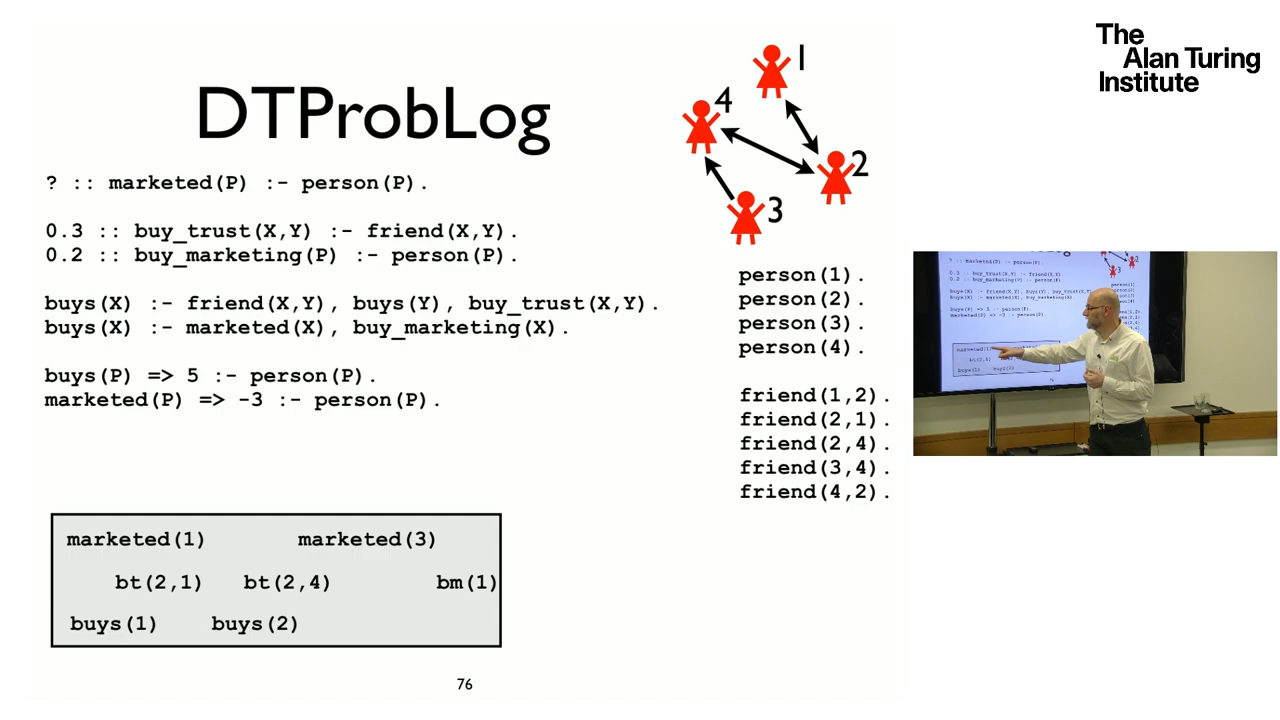 The
Alan Turing
Institute
DTProbLog
1
4
2
3
? :: marketed(P) :- person(P).
0.3 :: buy_trust(X,Y) :- friend(X,Y).
0.2 :: buy_marketing(P) :- person(P).
buys(X) :- friend(X,Y), buys(Y), buy_trust(X,Y).
buys(X) :- marketed(X), buy_marketing(X).
buys(P) => 5 :- person(P).
marketed(P) => -3 :- person(P).
person(1).
person(2).
person(3).
person(4).
friend(1,2).
friend(2,1).
friend(2,4).
friend(3,4).
friend(4,2).
marketed(1) marketed(3)
bt(2,1) bt(2,4) bm(1)
buys(1) buys(2)
76